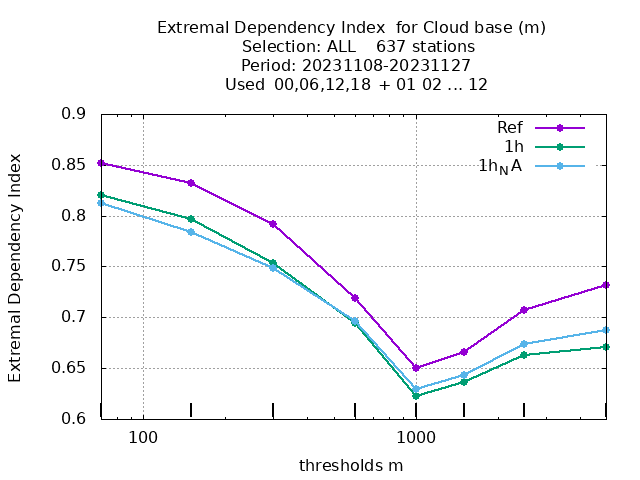 Extremal Dependency Index for Cloud base (m)
Selection: ALL 637 stations
Period: 20231108-20231127
Used 00,06,12,18 + 01 02 ... 12
Extremal Dependency Index
0.9
0.85
0.8
0.75
0.7
0.65
0.6
Ref
1h
1h_NA
100
1000
thresholds m